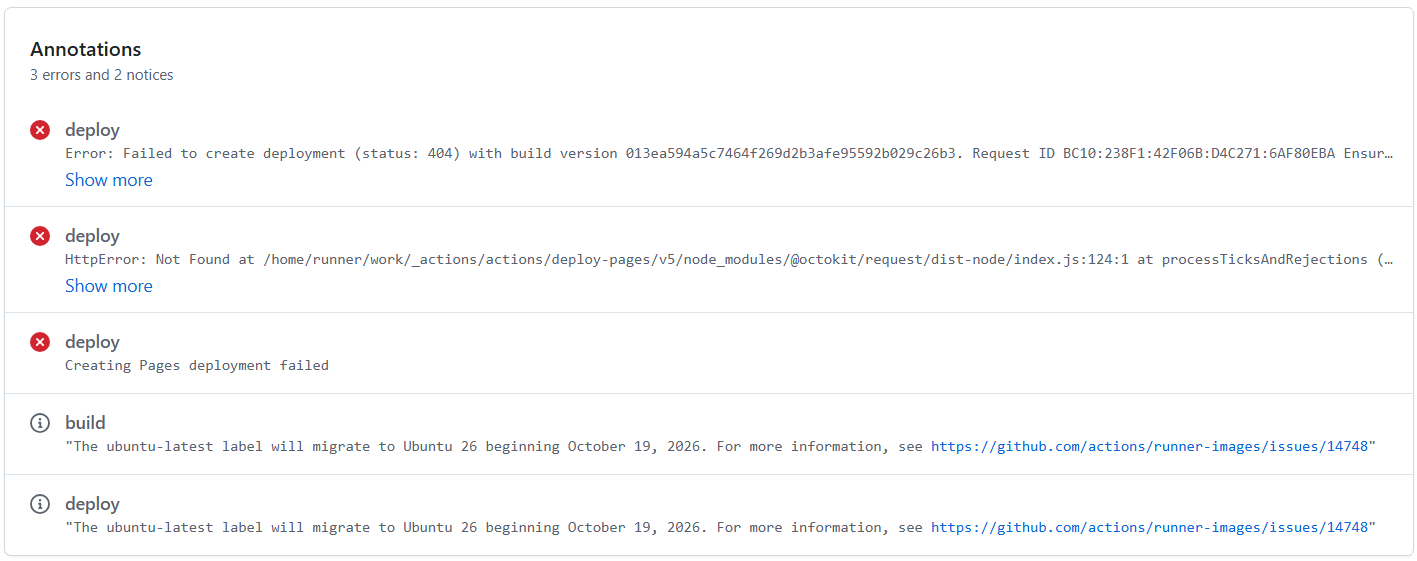 Annotations
3 errors and 2 notices
deploy
Error: Failed to create deployment (status: 404) with build version 013ea594a5c7464f269d2b3afe95592b029c26b3. Request ID BC10:238F1:42F06B:D4C271:6AF80EBA Ensur…
Show more
deploy
HttpError: Not Found at /home/runner/work/_actions/actions/deploy-pages/v5/node_modules/@octokit/request/dist-node/index.js:124:1 at processTicksAndRejections (…
Show more
deploy
Creating Pages deployment failed
build
"The ubuntu-latest label will migrate to Ubuntu 26 beginning October 19, 2026. For more information, see https://github.com/actions/runner-images/issues/14748"
deploy
"The ubuntu-latest label will migrate to Ubuntu 26 beginning October 19, 2026. For more information, see https://github.com/actions/runner-images/issues/14748"